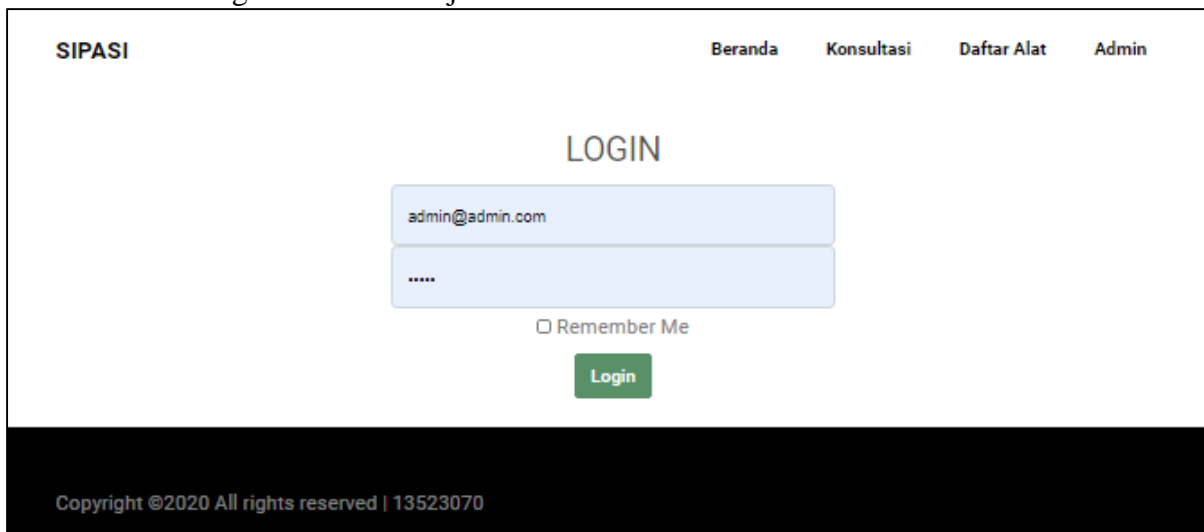 SIPASI Beranda Konsultasi Daftar Alat Admin
LOGIN
admin@admin.com
•••••
Remember Me
Login
Copyright ©2020 All rights reserved | 13523070